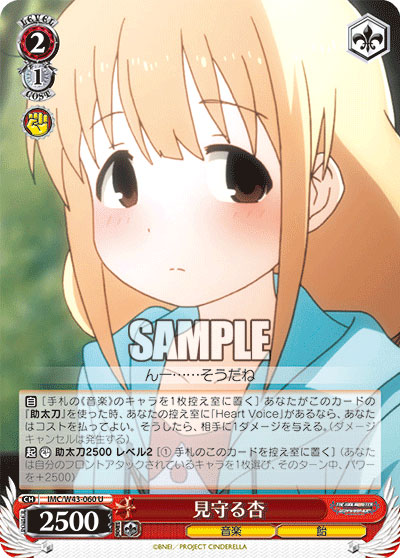 LEVEL
2
1
COST
SAMPLE
んー……そうだね
自 [手札の《音楽》のキャラを1枚控え室に置く] あなたがこのカードの
『助太刀』を使った時、あなたの控え室に「Heart Voice」があるなら、あなた
はコストを払ってよい。そうしたら、相手に1ダメージを与える。(ダメージ
キャンセルは発生する)
起 助太刀2500 レベル2 [① 手札のこのカードを控え室に置く] (あなた
は自分のフロントアタックされているキャラを1枚選び、そのターン中、パワー
を+2500)
CH IMC/W43-060 U
2500
見守る杏
音楽
飴
©BNEI/PROJECT CINDERELLA